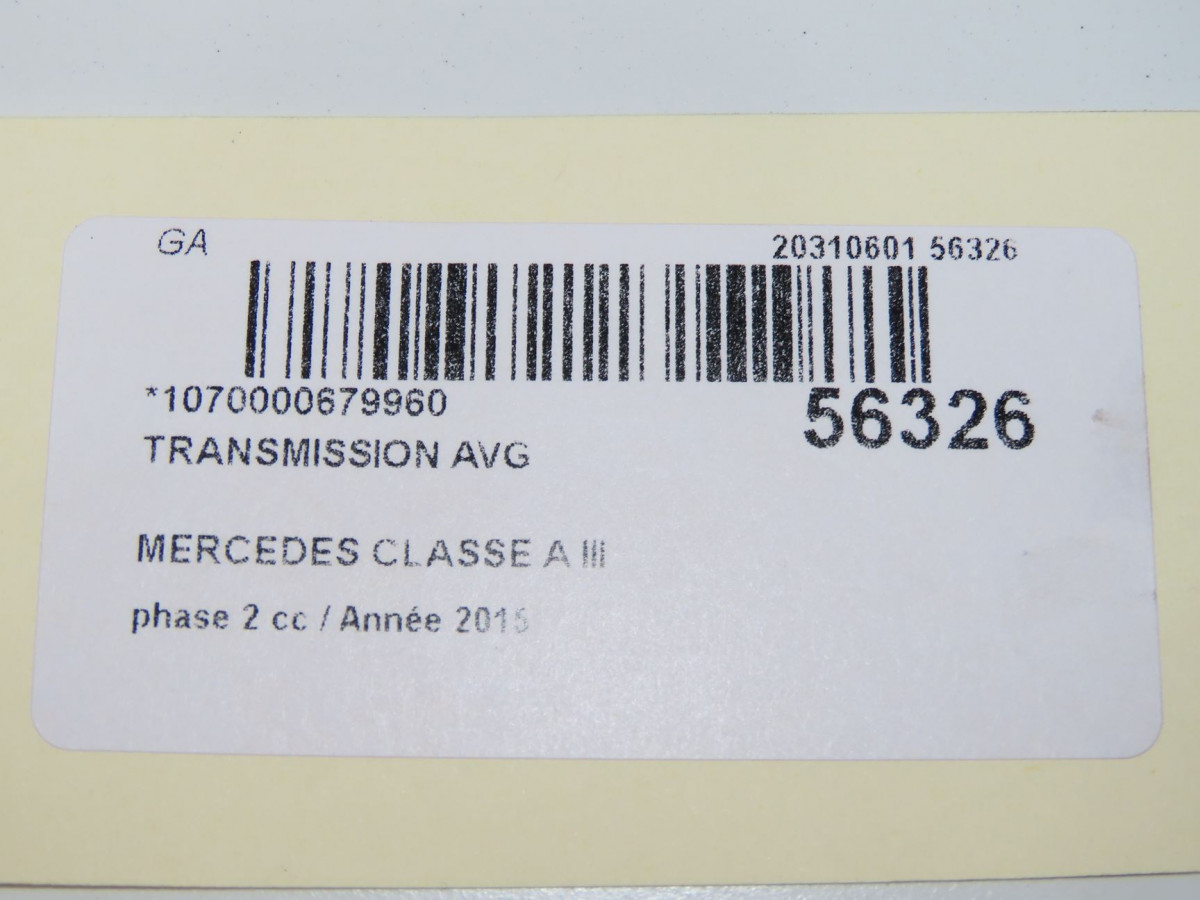 GA
20310601 56326
*1070000679960
56326
TRANSMISSION AVG
MERCEDES CLASSE A III
phase 2 cc / Année 2015